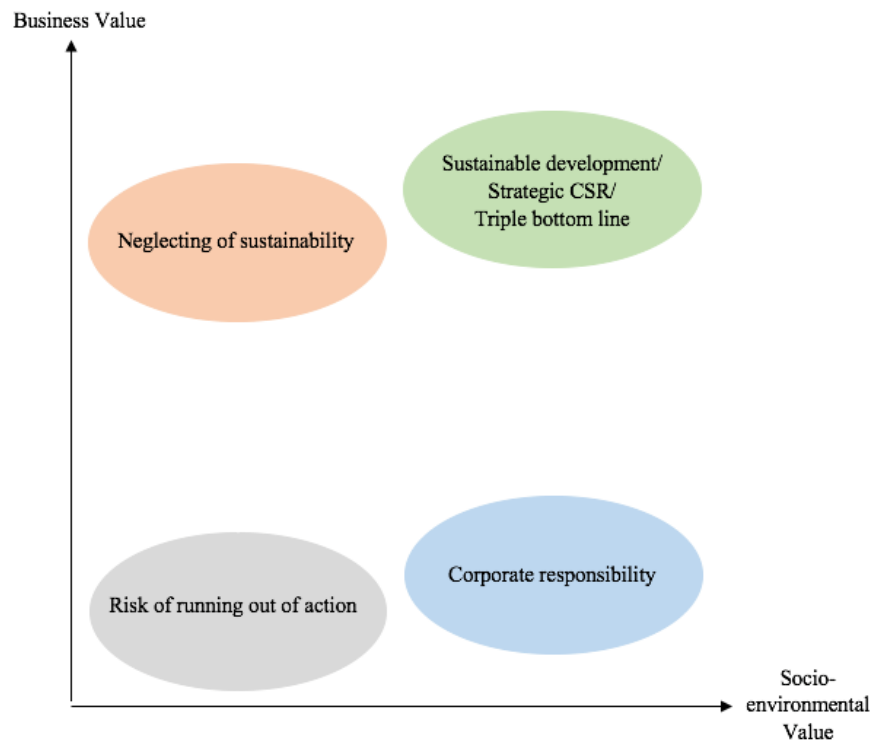 Business Value
Sustainable development/
Strategic CSR/
Triple bottom line
Neglecting of sustainability
Corporate responsibility
Risk of running out of action
Socio-
environmental
Value